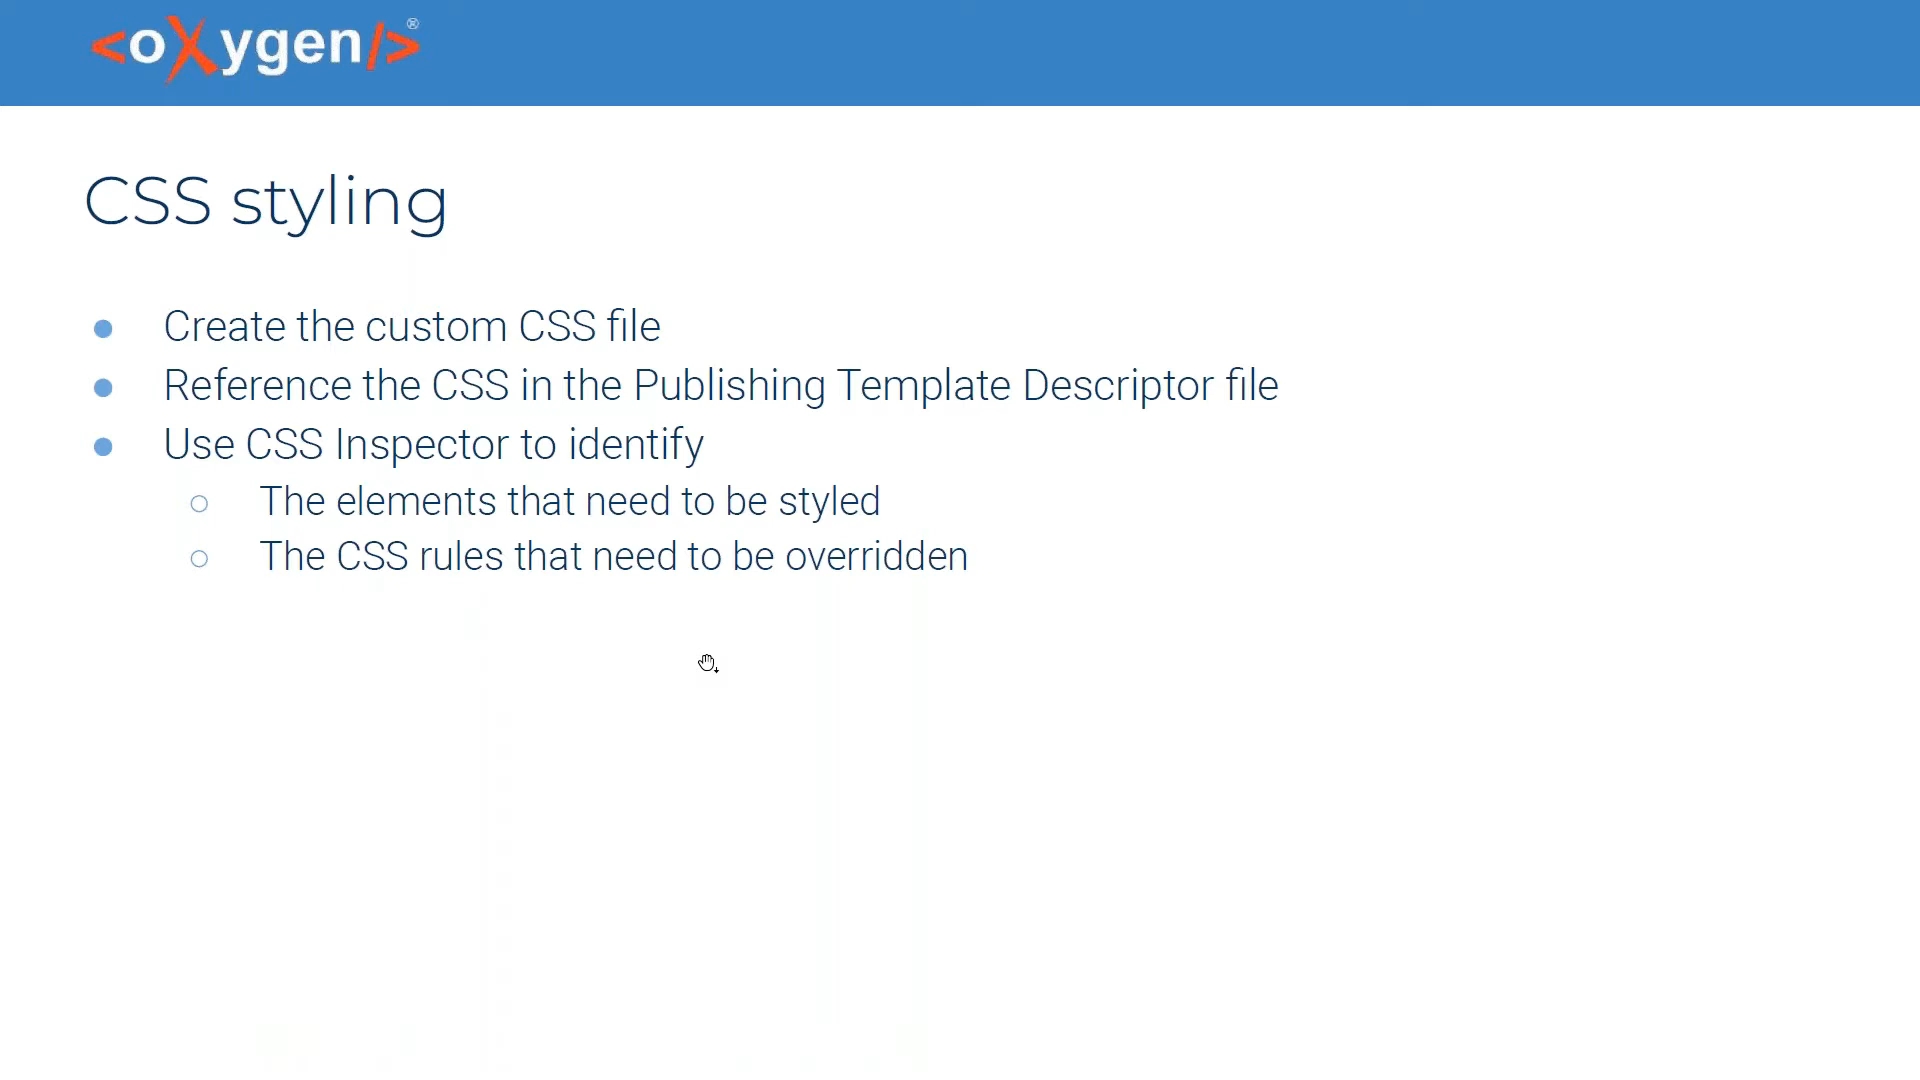 <oXygen/>®
CSS styling
● Create the custom CSS file
● Reference the CSS in the Publishing Template Descriptor file
● Use CSS Inspector to identify
○ The elements that need to be styled
○ The CSS rules that need to be overridden